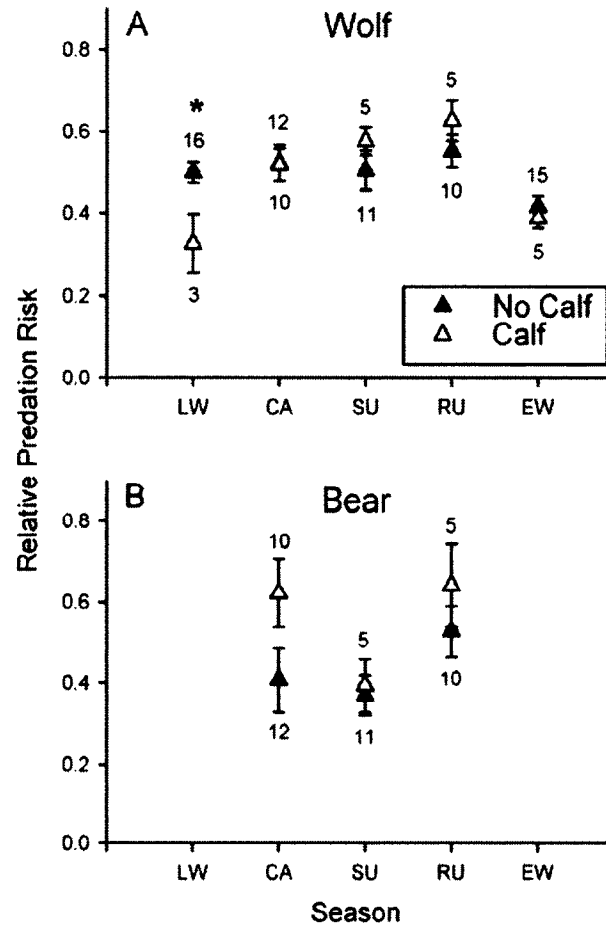 A Wolf
0.8
*
16 12 5 5
0.6
15
0.4
10 11 10
5
3
0.2
No Calf
Calf
0.0
LW CA SU RU EW
Relative Predation Risk
B Bear
0.8
10 5
0.6
5
0.4
10
12 11
0.2
0.0
LW CA SU RU EW
Season